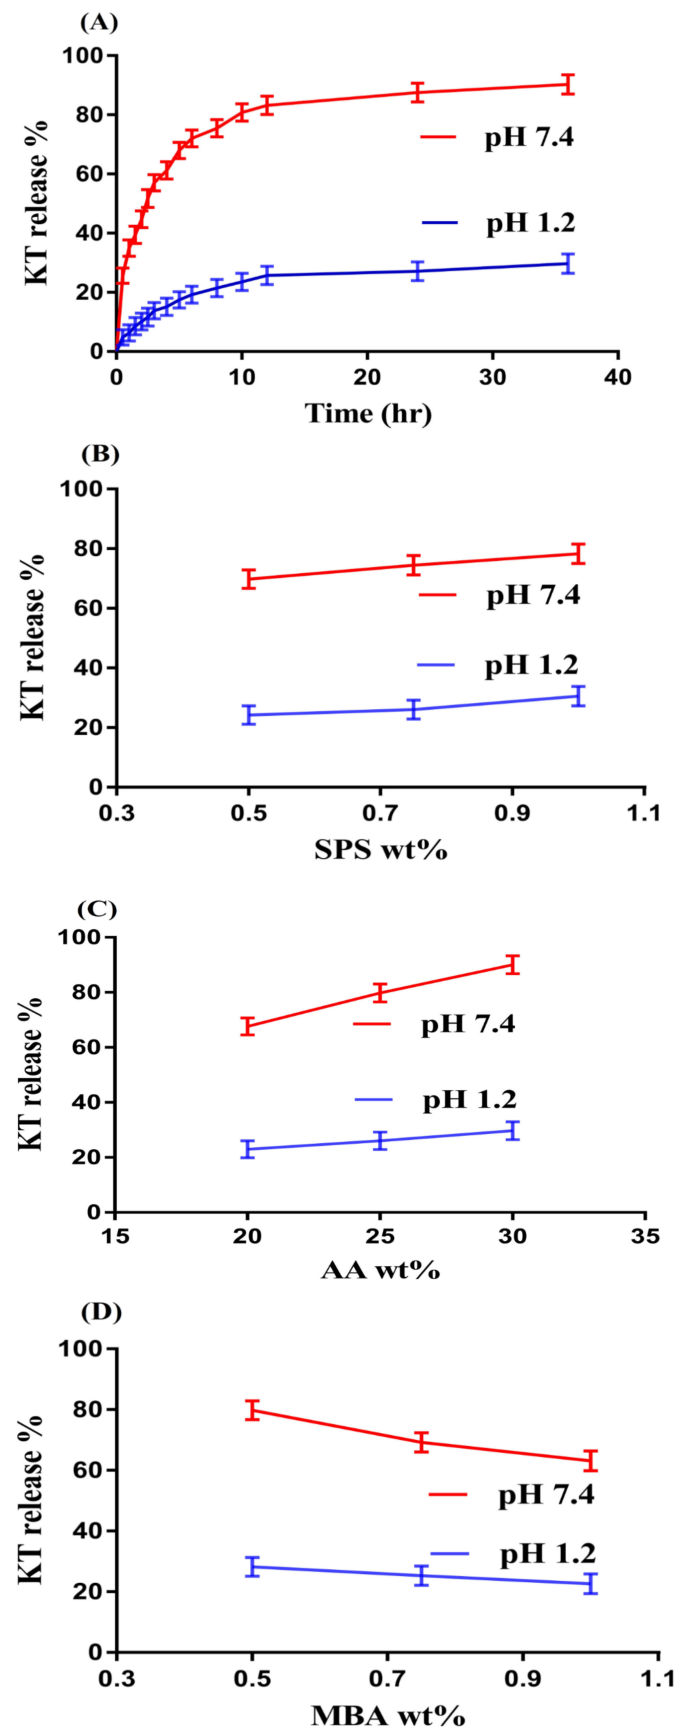 (A)
100
80
60
40
20
0
KT release %
pH 7.4
pH 1.2
0 10 20 30 40
Time (hr)
(B)
100
80
60
40
20
0
KT release %
pH 7.4
pH 1.2
0.3 0.5 0.7 0.9 1.1
SPS wt%
(C)
100
80
60
40
20
0
KT release %
pH 7.4
pH 1.2
15 20 25 30 35
AA wt%
(D)
100
80
60
40
20
0
KT release %
pH 7.4
pH 1.2
0.3 0.5 0.7 0.9 1.1
MBA wt%